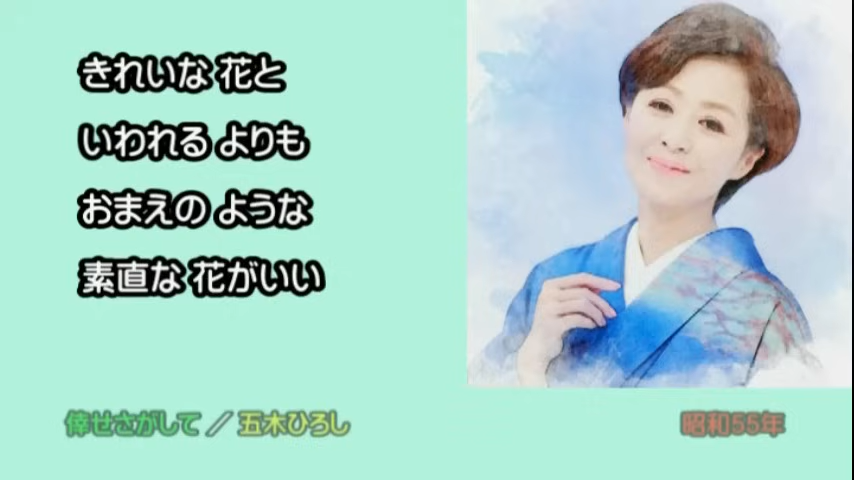 きれいな 花と
いわれる よりも
おまえの ような
素直な 花がいい
倖せさがして / 五木ひろし
昭和55年